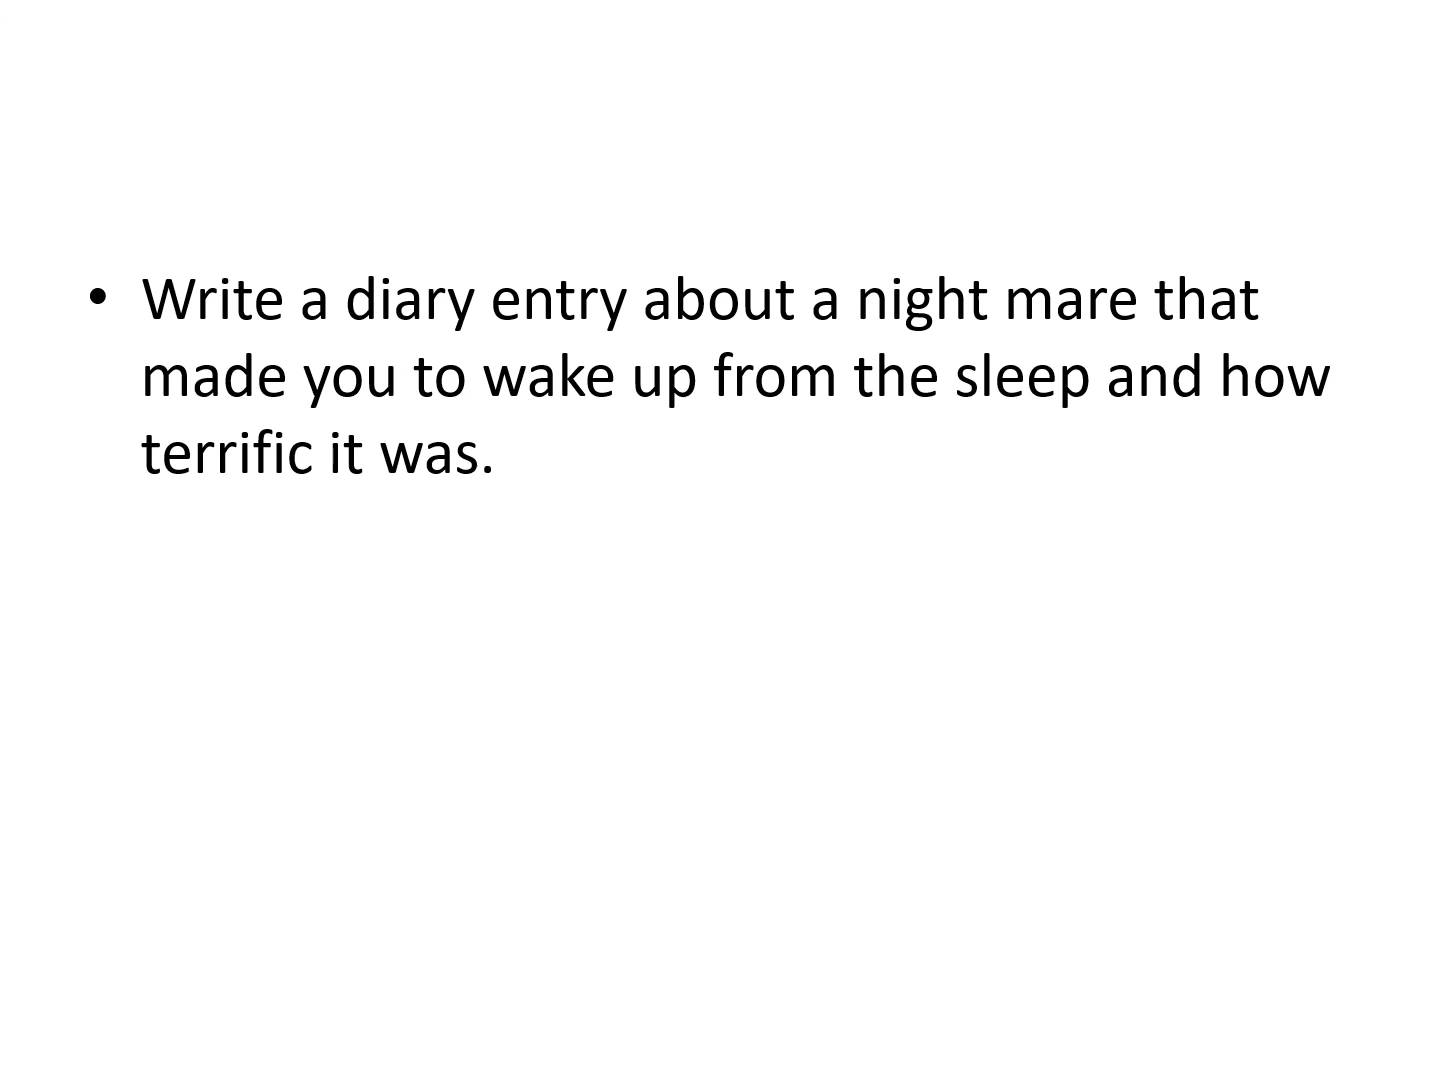 • Write a diary entry about a night mare that
made you to wake up from the sleep and how
terrific it was.